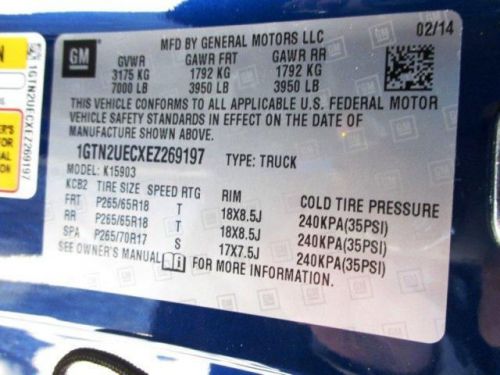 MFD BY GENERAL MOTORS LLC 02/14
GM GVWR GAWR FRT GAWR RR
3175 KG 1792 KG 1792 KG
7000 LB 3950 LB 3950 LB
THIS VEHICLE CONFORMS TO ALL APPLICABLE U.S. FEDERAL MOTOR
VEHICLE SAFETY STANDARDS IN EFFECT ON THE DATE OF
MANUFACTURE SHOWN ABOVE.
1GTN2UECXEZ269197 TYPE: TRUCK
MODEL: K15903
KCB2 TIRE SIZE SPEED RTG RIM COLD TIRE PRESSURE
FRT P265/65R18 T 18X8.5J 240KPA(35PSI)
RR P265/65R18 T 18X8.5J 240KPA(35PSI)
SPA P265/70R17 S 17X7.5J 240KPA(35PSI)
SEE OWNER'S MANUAL FOR MORE INFORMATION.
1GTN2UECXEZ269197